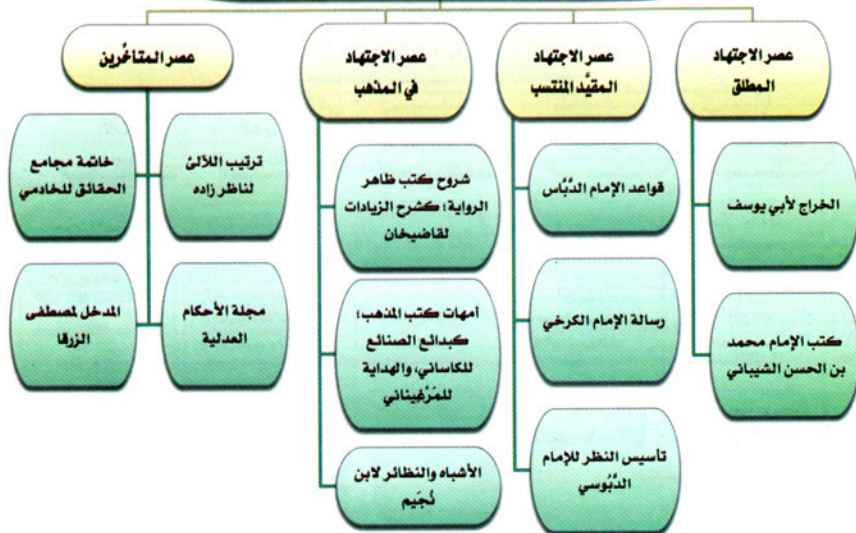 عصر الاجتهاد
المطلق
الخراج لأبي يوسف
كتب الإمام محمد
بن الحسن الشيباني
عصر الاجتهاد
المقيَّد المنتسب
قواعد الإمام الدَّبَّاس
رسالة الإمام الكرخي
تأسيس النظر للإمام
الدَّبُوسي
عصر الاجتهاد
في المذهب
شروح كتب ظاهر
الرواية؛ كشرح الزيادات
لقاضيخان
أمهات كتب المذهب؛
كبدائع الصنائع
للكاساني، والهداية
للمَرْغِيناني
الأشباه والنظائر لابن
نُجَيم
عصر المتأخِّرين
ترتيب اللآلئ
لناظر زاده
خاتمة مجامع
الحقائق للخادمي
مجلة الأحكام
العدلية
المدخل لمصطفى
الزرقا